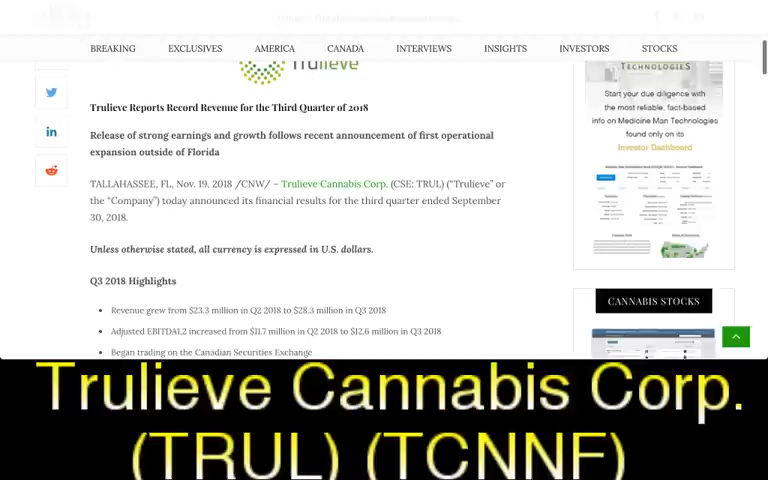 BREAKING EXCLUSIVES AMERICA CANADA INTERVIEWS INSIGHTS INVESTORS STOCKS
Trulieve
Trulieve Reports Record Revenue for the Third Quarter of 2018
Release of strong earnings and growth follows recent announcement of first operational
expansion outside of Florida
TALLAHASSEE, FL, Nov. 19, 2018 /CNW/ – Trulieve Cannabis Corp. (CSE: TRUL) (“Trulieve” or
the “Company”) today announced its financial results for the third quarter ended September
30, 2018.
Unless otherwise stated, all currency is expressed in U.S. dollars.
Q3 2018 Highlights
• Revenue grew from $23.3 million in Q2 2018 to $28.3 million in Q3 2018
• Adjusted EBITDA1,2 increased from $11.7 million in Q2 2018 to $12.6 million in Q3 2018
• Began trading on the Canadian Securities Exchange
TECHNOLOGIES
Start your due diligence with
the most reliable, fact-based
info on Medicine Man Technologies
found only on its
Investor Dashboard
CANNABIS STOCKS
Trulieve Cannabis Corp.
(TRUL) (TCNNF)